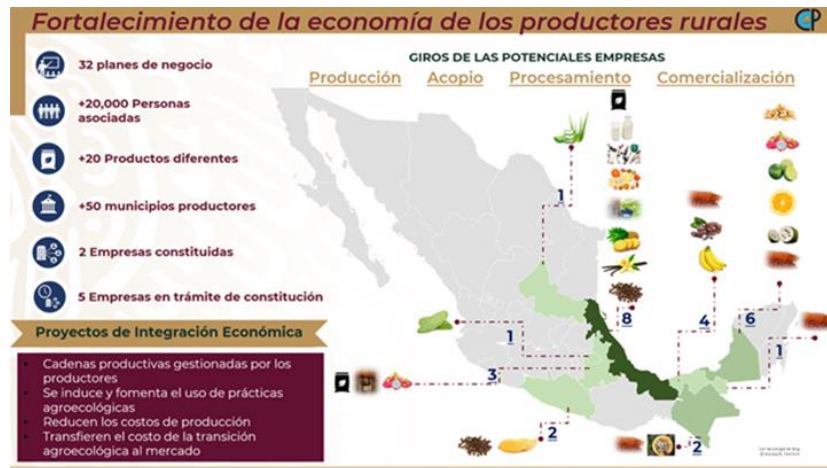 Fortalecimiento de la economía de los productores rurales
CP
32 planes de negocio
+20,000 Personas
asociadas
+20 Productos diferentes
+50 municipios productores
2 Empresas constituidas
5 Empresas en trámite de constitución
Proyectos de Integración Económica
Cadenas productivas gestionadas por los
productores
Se induce y fomenta el uso de prácticas
agroecológicas
Reducen los costos de producción
Transfieren el costo de la transición
agroecológica al mercado
GIROS DE LAS POTENCIALES EMPRESAS
Producción Acopio Procesamiento Comercialización
1
8
4
6
1
1
3
2
2